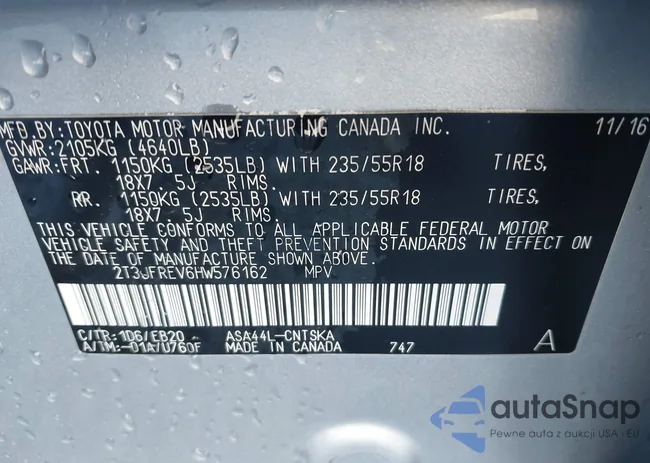 MFD.BY:TOYOTA MOTOR MANUFACTURING CANADA INC. 11/16
GVWR:2105KG (4640LB)
GAWR:FRT. 1150KG (2535LB) WITH 235/55R18 TIRES,
18X7.5J RIMS.
RR. 1150KG (2535LB) WITH 235/55R18 TIRES,
18X7.5J RIMS.
THIS VEHICLE CONFORMS TO ALL APPLICABLE FEDERAL MOTOR
VEHICLE SAFETY AND THEFT PREVENTION STANDARDS IN EFFECT ON
THE DATE OF MANUFACTURE SHOWN ABOVE.
2T3JFREV6HW576162 MPV
C/TR:1D6/EB20 ASA44L-CNTSKA
A/TM:-01A/U760F MADE IN CANADA 747 A
autoSnap
Pewne auta z aukcji USA - EU